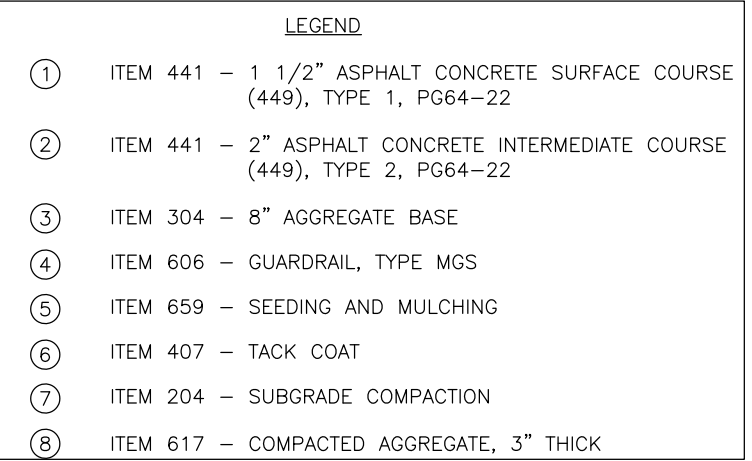 LEGEND
1 ITEM 441 – 1 1/2" ASPHALT CONCRETE SURFACE COURSE
(449), TYPE 1, PG64–22
2 ITEM 441 – 2" ASPHALT CONCRETE INTERMEDIATE COURSE
(449), TYPE 2, PG64–22
3 ITEM 304 – 8" AGGREGATE BASE
4 ITEM 606 – GUARDRAIL, TYPE MGS
5 ITEM 659 – SEEDING AND MULCHING
6 ITEM 407 – TACK COAT
7 ITEM 204 – SUBGRADE COMPACTION
8 ITEM 617 – COMPACTED AGGREGATE, 3" THICK